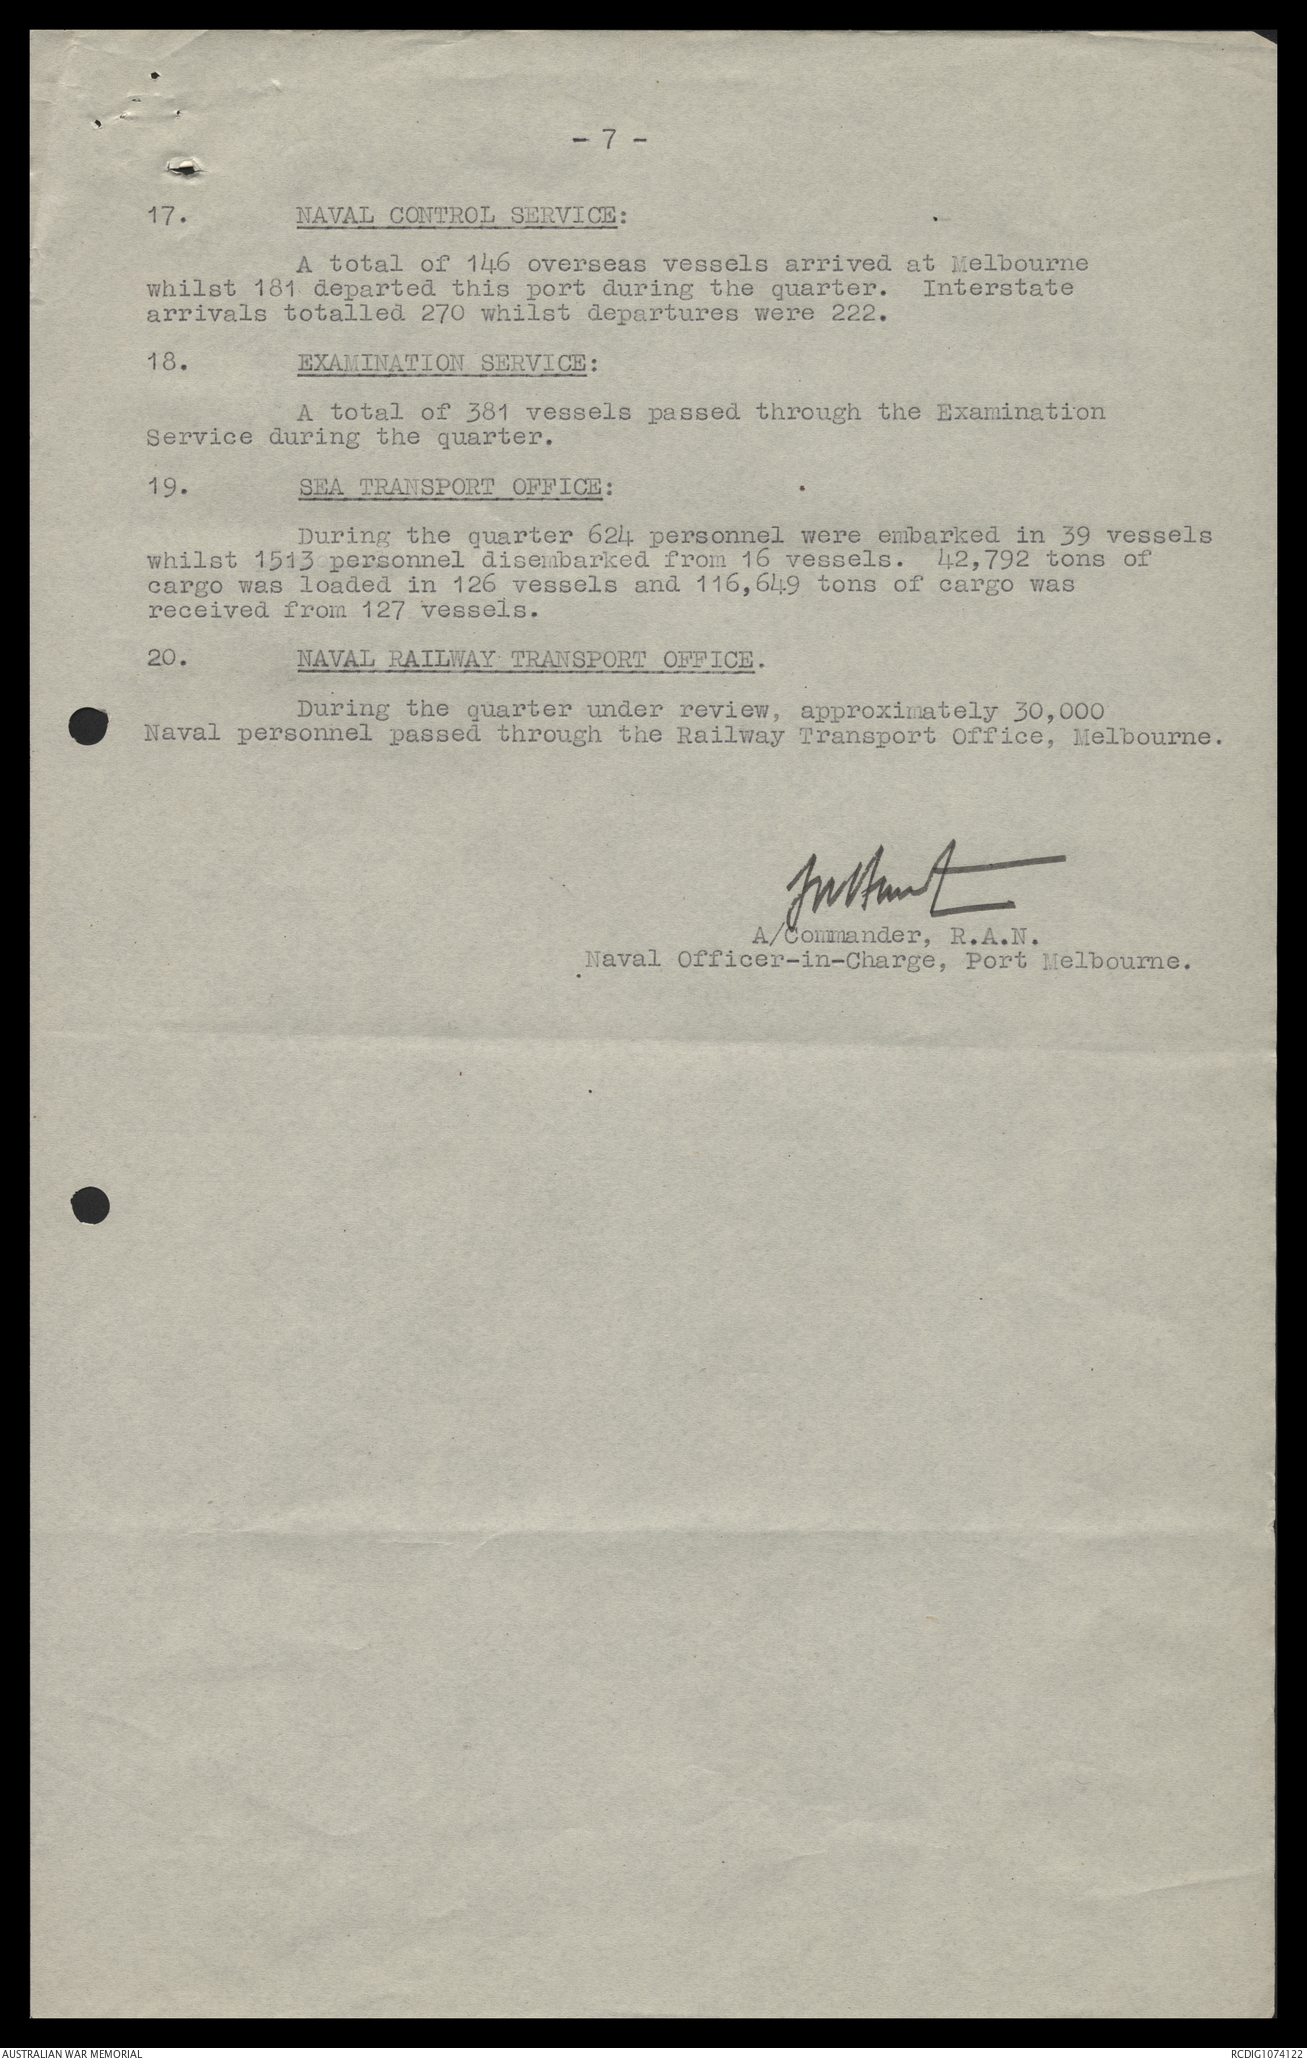 - 7 -
17. NAVAL CONTROL SERVICE:
A total of 146 overseas vessels arrived at Melbourne
whilst 181 departed this port during the quarter. Interstate
arrivals totalled 270 whilst departures were 222.
18. EXAMINATION SERVICE:
A total of 381 vessels passed through the Examination
Service during the quarter.
19. SEA TRANSPORT OFFICE:
During the quarter 624 personnel were embarked in 39 vessels
whilst 1513 personnel disembarked from 16 vessels. 42,792 tons of
cargo was loaded in 126 vessels and 116,649 tons of cargo was
received from 127 vessels.
20. NAVAL RAILWAY TRANSPORT OFFICE.
During the quarter under review, approximately 30,000
Naval personnel passed through the Railway Transport Office, Melbourne.
A/Commander, R.A.N.
Naval Officer-in-Charge, Port Melbourne.
AUSTRALIAN WAR MEMORIAL
RCDIG1074122